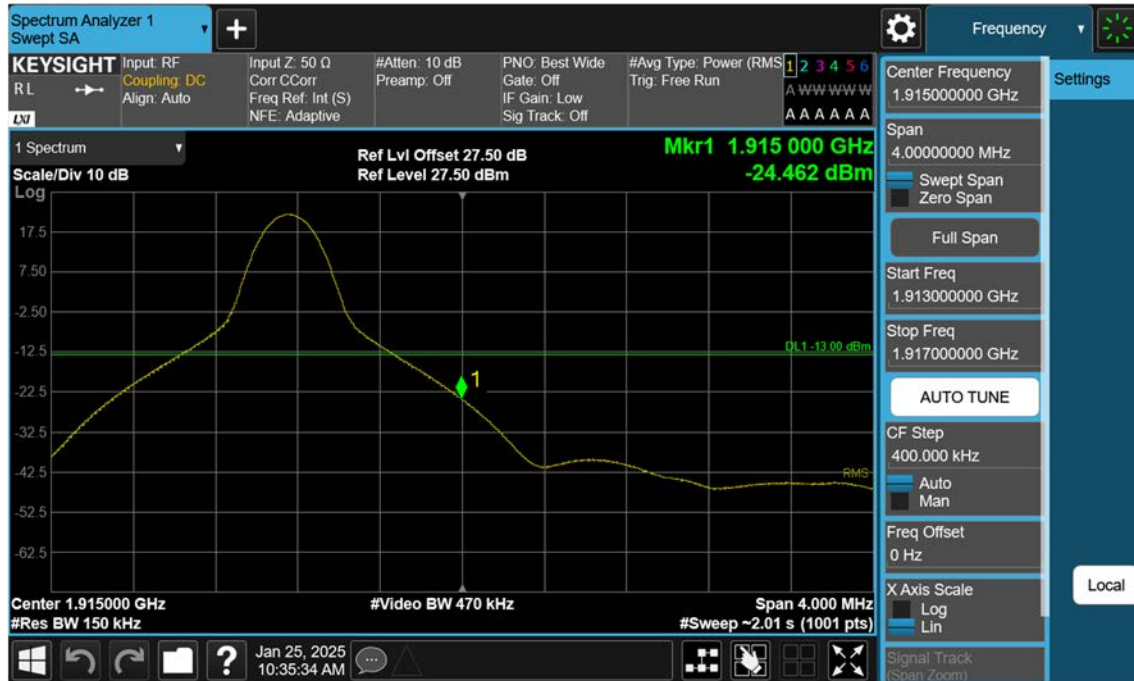 Spectrum Analyzer 1
Swept SA
+
Frequency
KEYSIGHT
RL
LXI
Input: RF
Coupling: DC
Align: Auto
Input Z: 50 Ω
Corr CCorr
Freq Ref: Int (S)
NFE: Adaptive
#Atten: 10 dB
Preamp: Off
PNO: Best Wide
Gate: Off
IF Gain: Low
Sig Track: Off
#Avg Type: Power (RMS
Trig: Free Run
1 2 3 4 5 6
A W W W W W
A A A A A A
1 Spectrum
Scale/Div 10 dB
Ref Lvl Offset 27.50 dB
Ref Level 27.50 dBm
Mkr1 1.915 000 GHz
-24.462 dBm
Log
17.5
7.50
-2.50
-12.5
-22.5
-32.5
-42.5
-52.5
-62.5
DL1 -13.00 dBm
1
RMS
Center 1.915000 GHz
#Res BW 150 kHz
#Video BW 470 kHz
Span 4.000 MHz
#Sweep ~2.01 s (1001 pts)
Center Frequency
1.915000000 GHz
Settings
Span
4.00000000 MHz
Swept Span
Zero Span
Full Span
Start Freq
1.913000000 GHz
Stop Freq
1.917000000 GHz
AUTO TUNE
CF Step
400.000 kHz
Auto
Man
Freq Offset
0 Hz
X Axis Scale
Log
Lin
Local
Signal Track
(Span Zoom)
?
Jan 25, 2025
10:35:34 AM